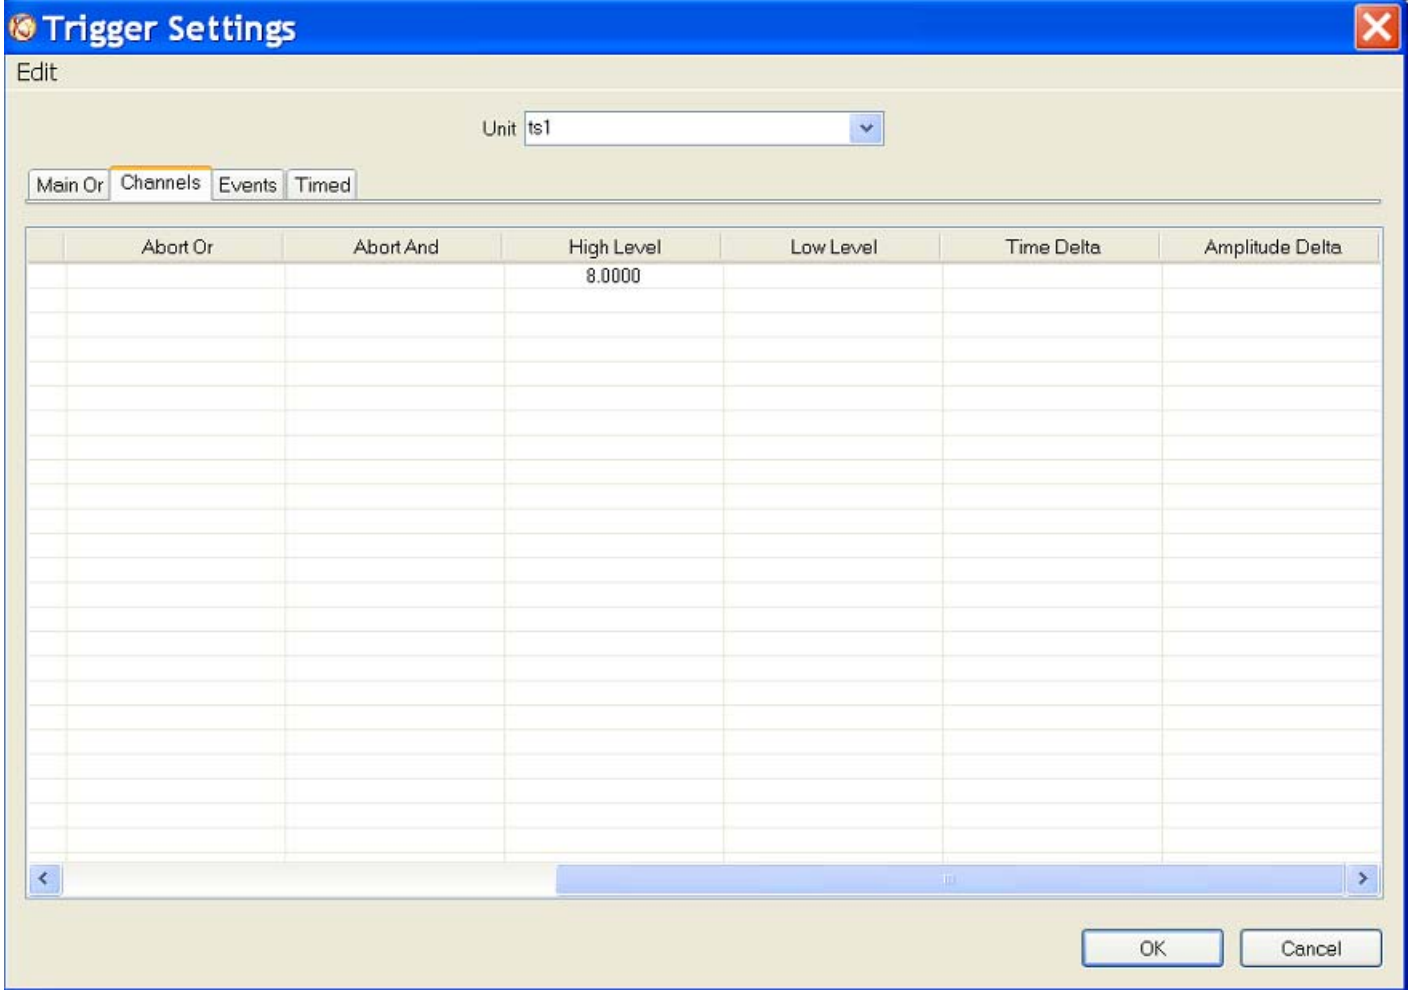 Trigger Settings
Edit
Unit ts1
Main Or Channels Events Timed
Abort Or Abort And High Level Low Level Time Delta Amplitude Delta
8.0000
OK Cancel